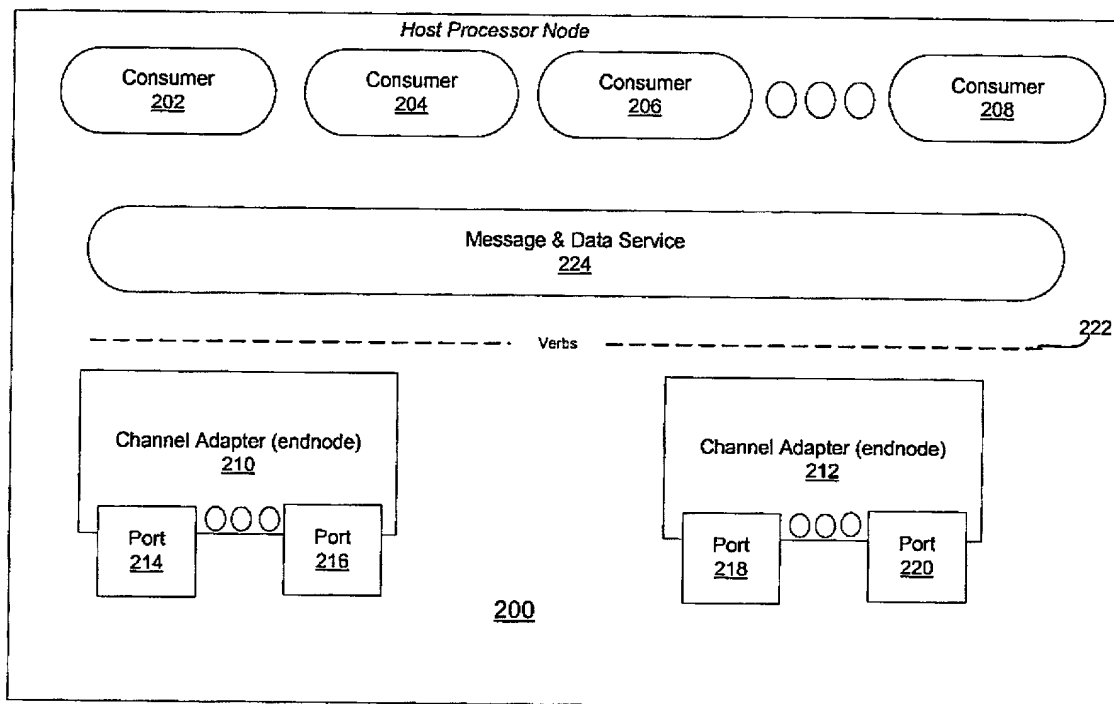 Host Processor Node
Consumer
202
Consumer
204
Consumer
206
Consumer
208
Message & Data Service
224
222
Verbs
Channel Adapter (endnode)
210
Channel Adapter (endnode)
212
Port
214
Port
216
Port
218
Port
220
200